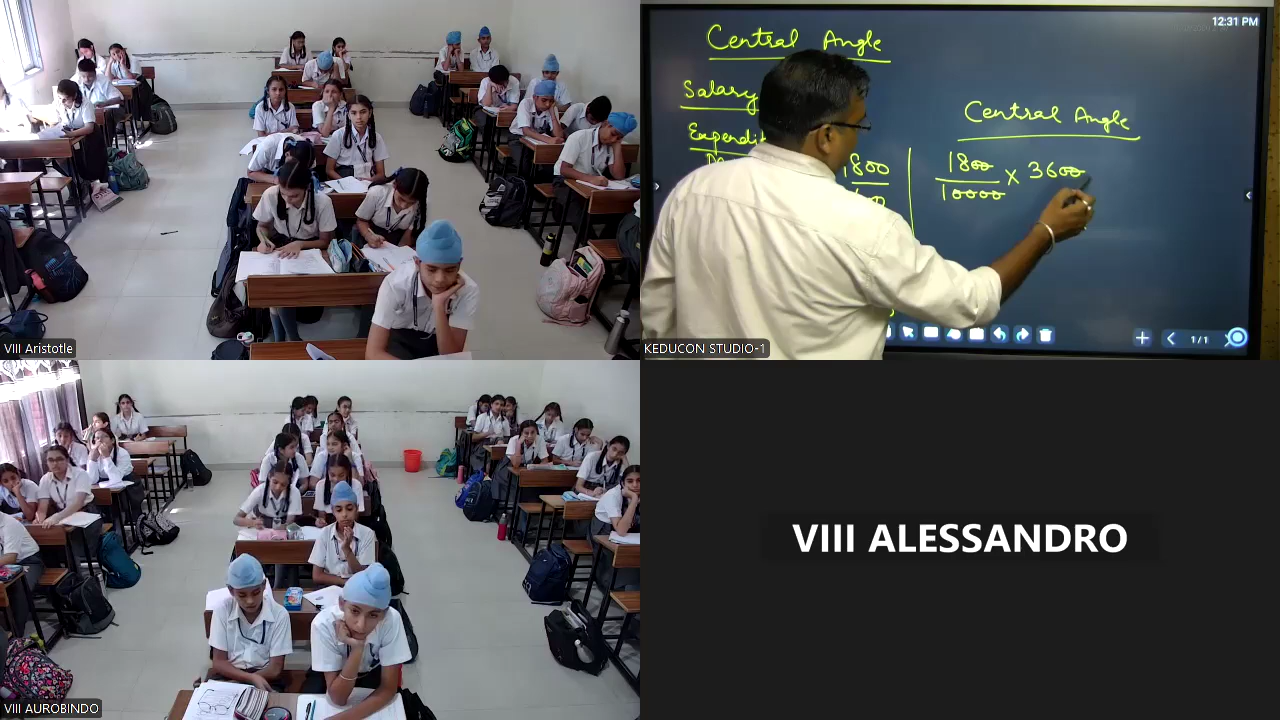 12:31 PM
Central Angle
Salary
Central Angle
1800
1800 × 3600
10000
1/1
VIII Aristotle
KEDUCON STUDIO-1
VIII AUROBINDO
VIII ALESSANDRO